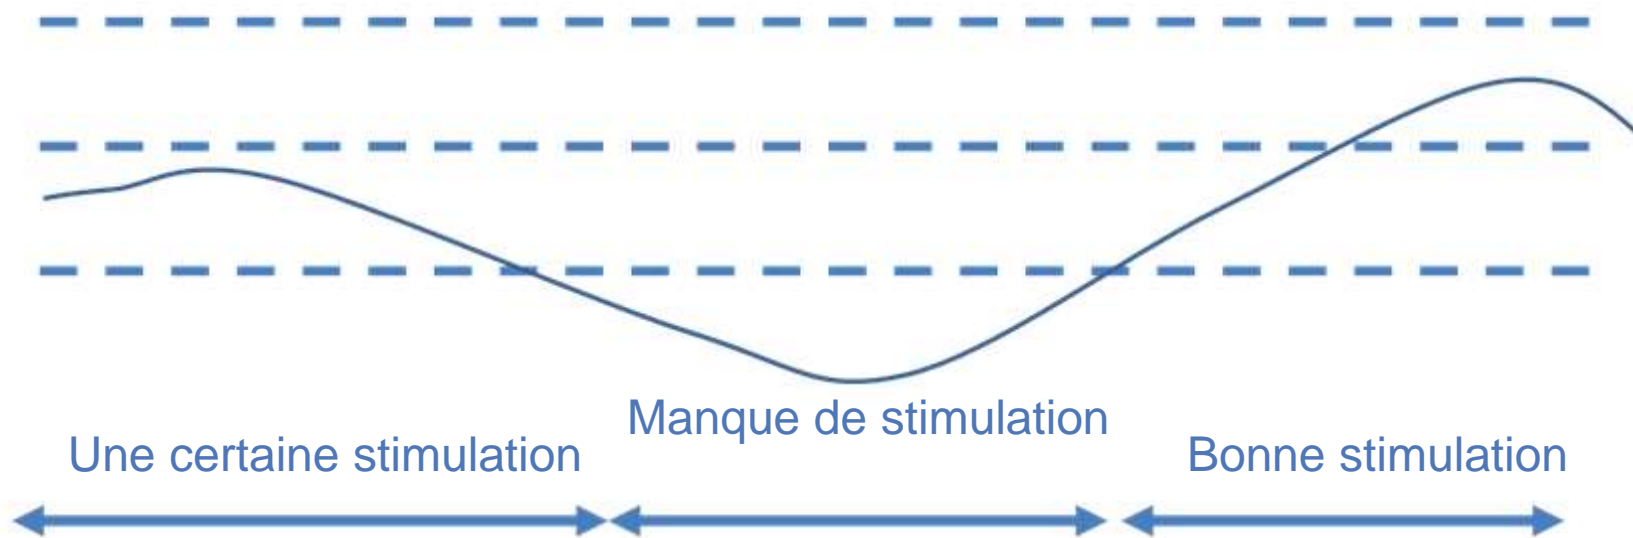 Une certaine stimulation
Manque de stimulation
Bonne stimulation